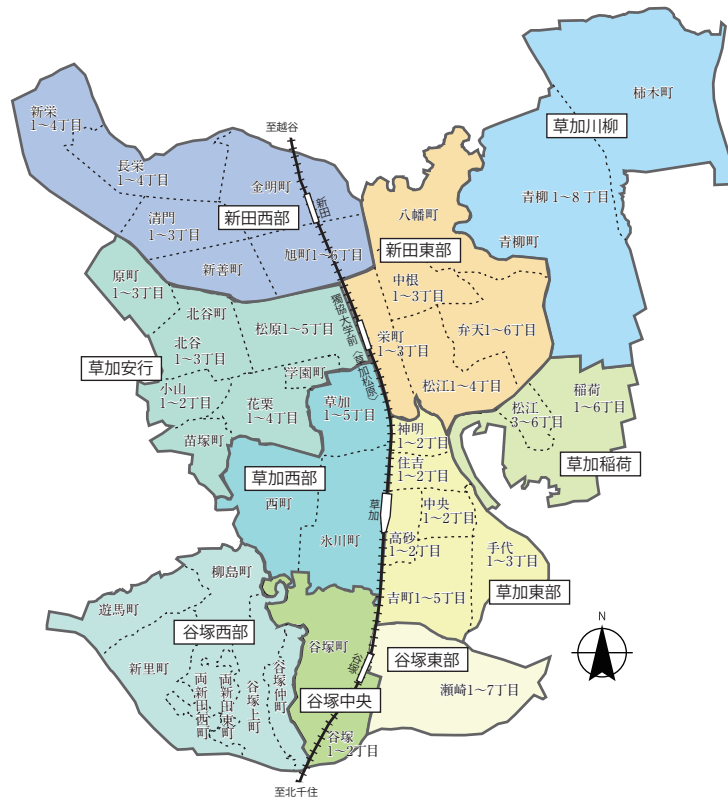 新栄
1~4丁目
長栄
1~4丁目
金明町
清門
1~3丁目
新田西部
新善町
旭町1~6丁目
至越谷
新田
柿木町
草加川柳
青柳1~8丁目
青柳町
八幡町
新田東部
中根
1~3丁目
栄町
1~3丁目
弁天1~6丁目
松江1~4丁目
獨協大学前〈草加松原〉
原町
1~3丁目
北谷町
北谷
1~3丁目
松原1~5丁目
草加安行
学園町
小山
1~2丁目
花栗
1~4丁目
苗塚町
草加
1~5丁目
草加西部
西町
氷川町
草加
稲荷
1~6丁目
松江
3~6丁目
草加稲荷
神明
1~2丁目
住吉
1~2丁目
中央
1~2丁目
高砂
1~2丁目
手代
1~3丁目
草加東部
吉町1~5丁目
柳島町
遊馬町
谷塚西部
新里町
両新田西町
両新田東町
谷塚上町
谷塚仲町
谷塚町
谷塚
谷塚中央
谷塚
1~2丁目
谷塚東部
瀬崎1~7丁目
至北千住
N